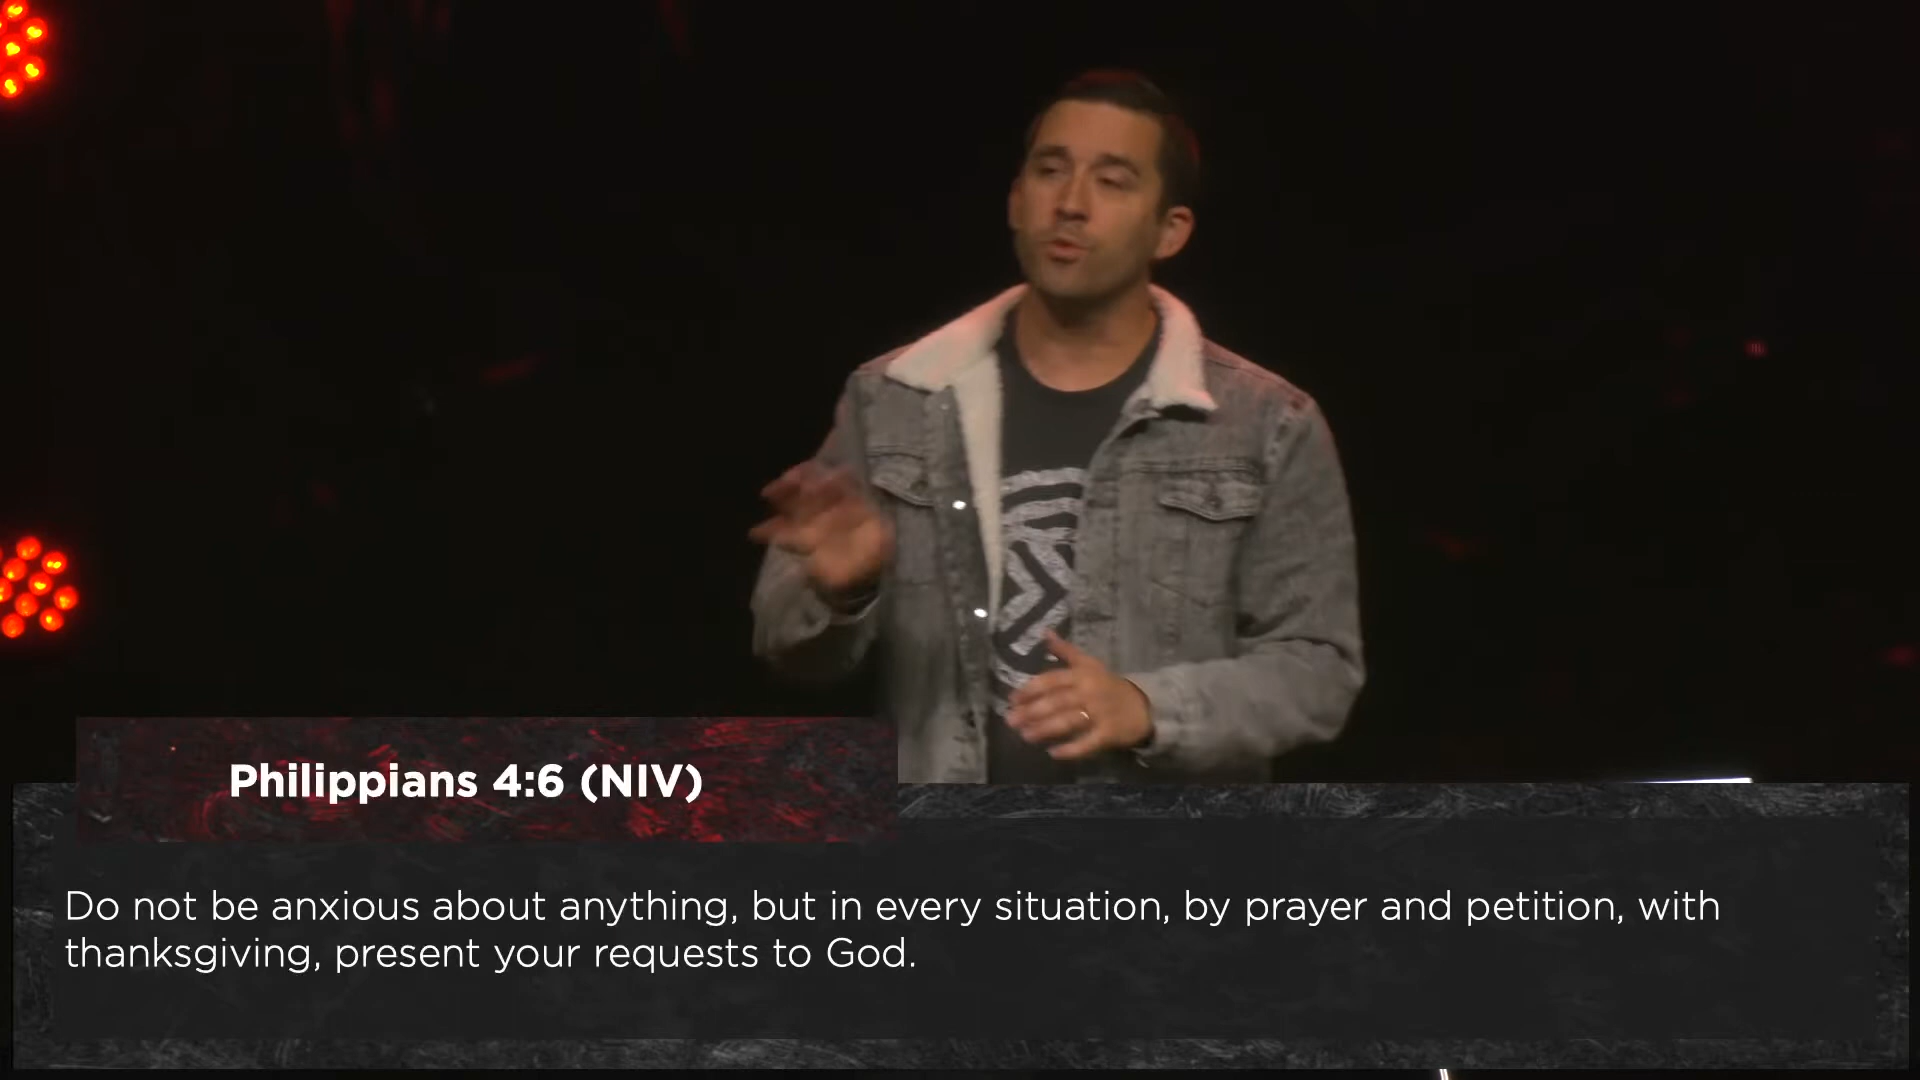 Philippians 4:6 (NIV)
Do not be anxious about anything, but in every situation, by prayer and petition, with
thanksgiving, present your requests to God.